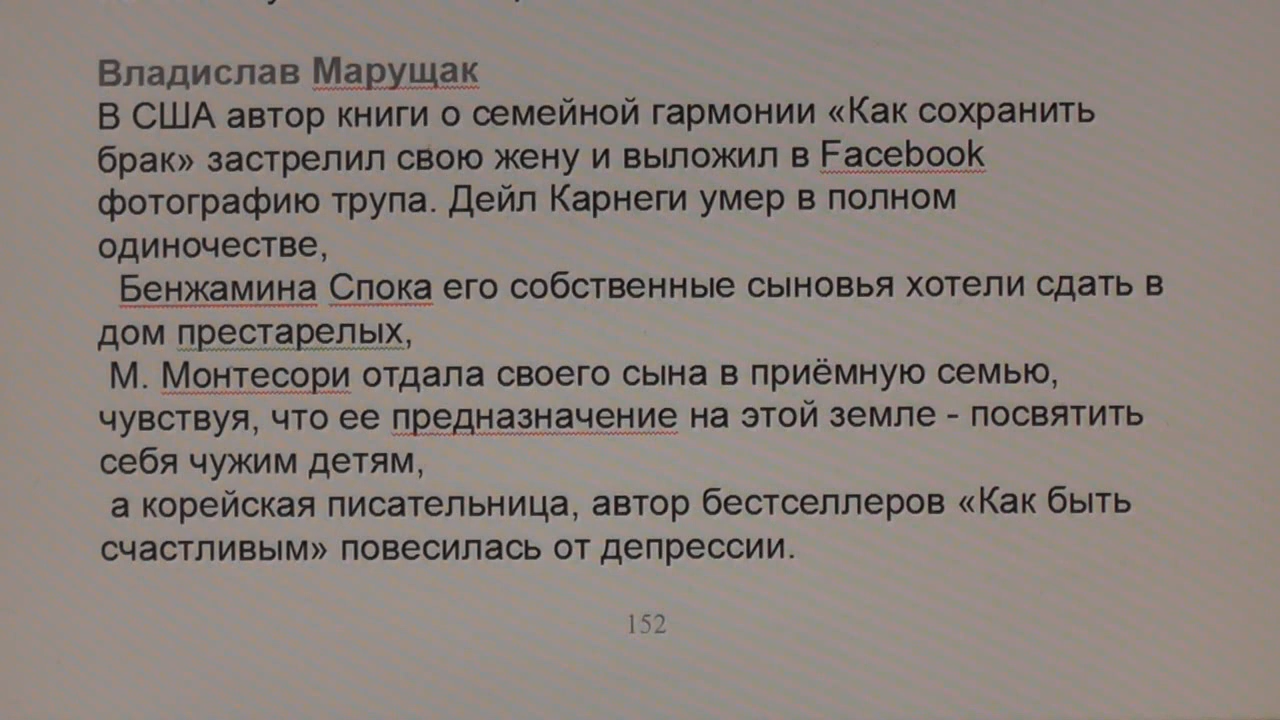 Владислав Марущак
В США автор книги о семейной гармонии «Как сохранить
брак» застрелил свою жену и выложил в Facebook
фотографию трупа. Дейл Карнеги умер в полном
одиночестве,
Бенжамина Спока его собственные сыновья хотели сдать в
дом престарелых,
М. Монтесори отдала своего сына в приёмную семью,
чувствуя, что ее предназначение на этой земле - посвятить
себя чужим детям,
а корейская писательница, автор бестселлеров «Как быть
счастливым» повесилась от депрессии.
152